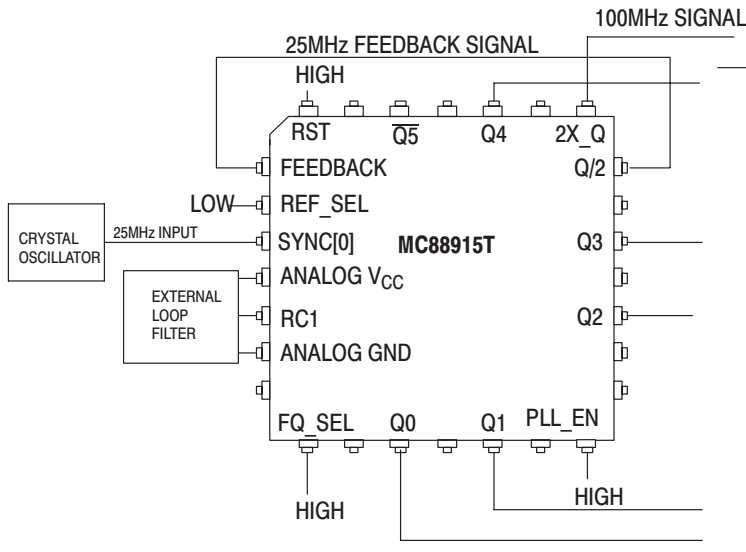 100MHz SIGNAL
25MHz FEEDBACK SIGNAL
HIGH
RST Q5 Q4 2X_Q
FEEDBACK Q/2
LOW REF_SEL
CRYSTAL
OSCILLATOR
25MHz INPUT
SYNC[0] MC88915T Q3
ANALOG VCC
EXTERNAL
LOOP
FILTER
RC1 Q2
ANALOG GND
FQ_SEL Q0 Q1 PLL_EN
HIGH HIGH